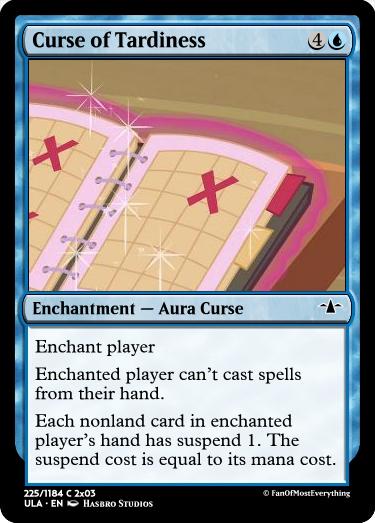 Curse of Tardiness 4
Enchantment — Aura Curse
Enchant player
Enchanted player can't cast spells
from their hand.
Each nonland card in enchanted
player's hand has suspend 1. The
suspend cost is equal to its mana cost.
225/1184 C 2x03
ULA • EN Hasbro Studios
© FanOfMostEverything